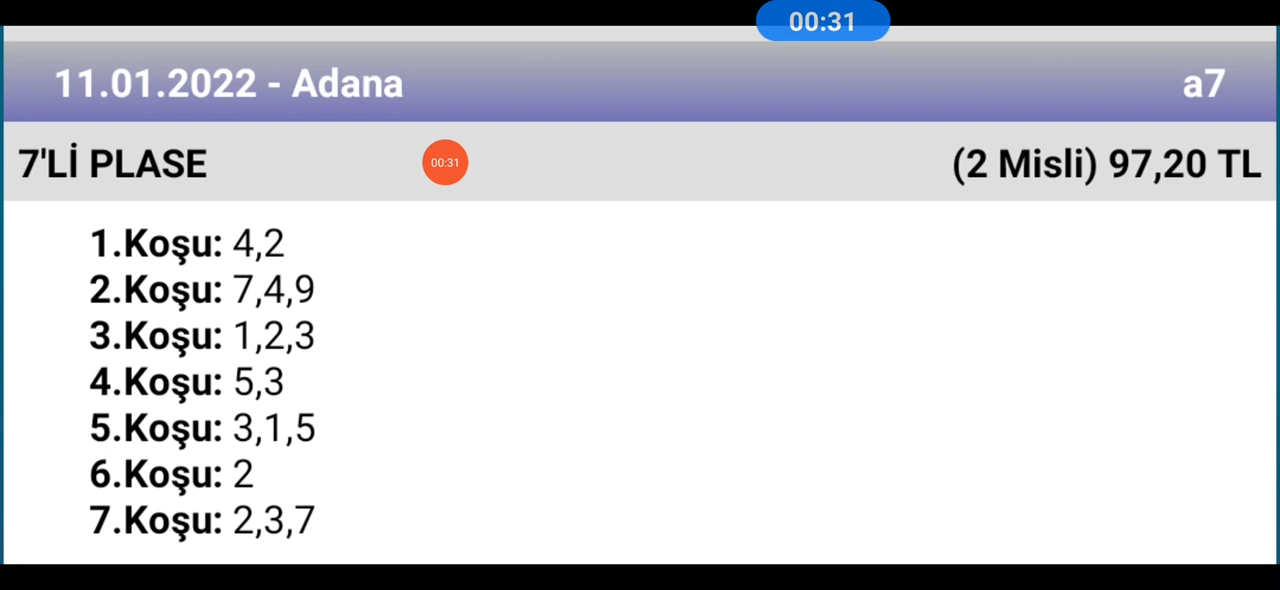 00:31
11.01.2022 - Adana a7
7'Lİ PLASE 00:31 (2 Misli) 97,20 TL
1.Koşu: 4,2
2.Koşu: 7,4,9
3.Koşu: 1,2,3
4.Koşu: 5,3
5.Koşu: 3,1,5
6.Koşu: 2
7.Koşu: 2,3,7